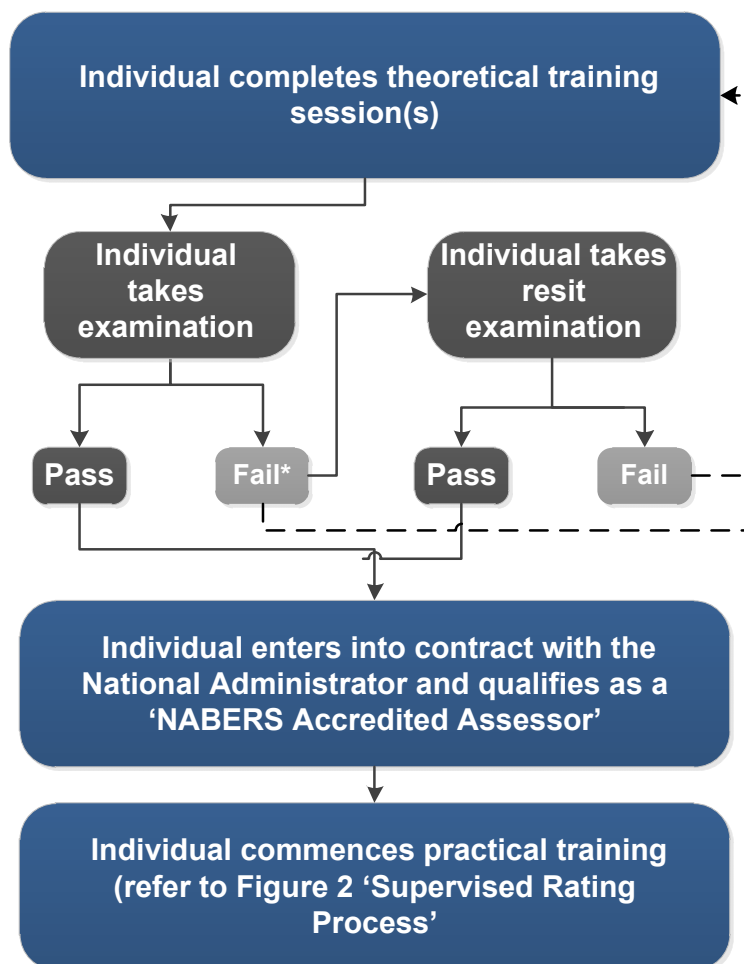 Individual completes theoretical training
session(s)
Individual
takes
examination
Individual takes
resit
examination
Pass
Fail*
Pass
Fail
Individual enters into contract with the
National Administrator and qualifies as a
‘NABERS Accredited Assessor’
Individual commences practical training
(refer to Figure 2 ‘Supervised Rating
Process’